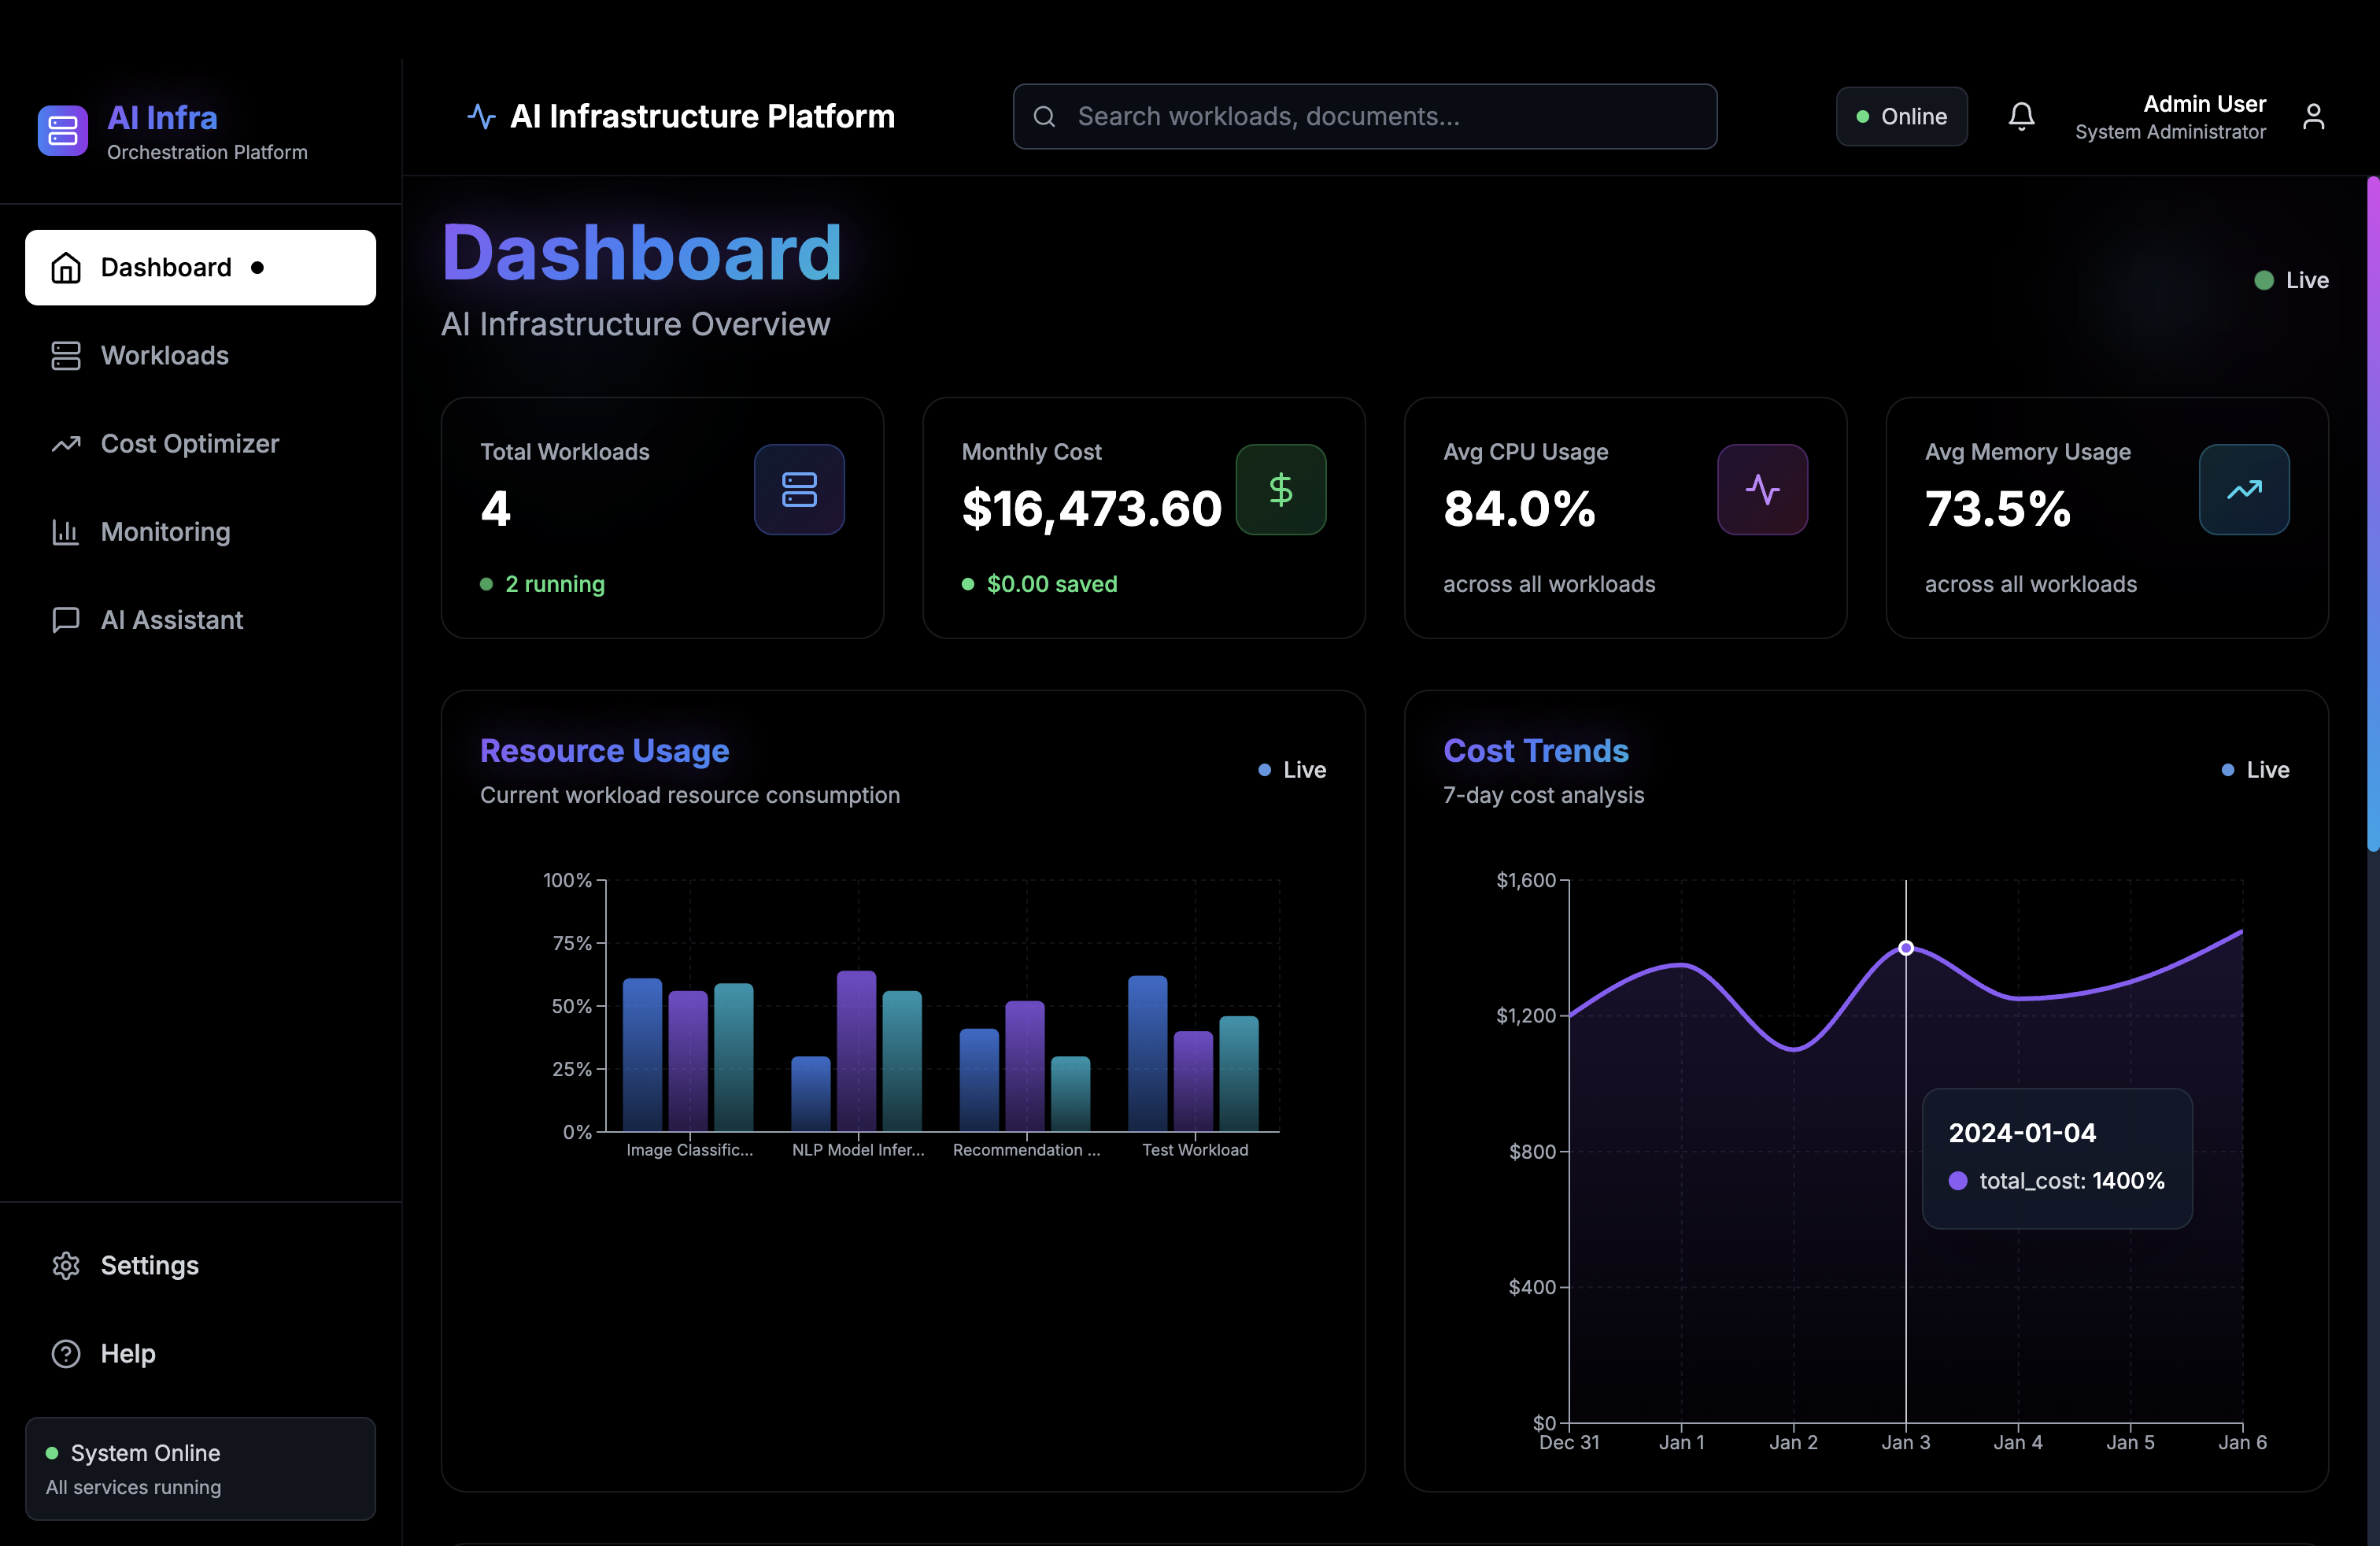 AI Infra
Orchestration Platform
AI Infrastructure Platform
Search workloads, documents...
Online
Admin User
System Administrator
Dashboard
Workloads
Cost Optimizer
Monitoring
AI Assistant
Settings
Help
System Online
All services running
Dashboard
AI Infrastructure Overview
Live
Total Workloads
4
2 running
Monthly Cost
$16,473.60
$0.00 saved
Avg CPU Usage
84.0%
across all workloads
Avg Memory Usage
73.5%
across all workloads
Resource Usage
Current workload resource consumption
Live
100%
75%
50%
25%
0%
Image Classific...
NLP Model Infer...
Recommendation ...
Test Workload
Cost Trends
7-day cost analysis
Live
$1,600
$1,200
$800
$400
$0
2024-01-04
total_cost: 1400%
Dec 31
Jan 1
Jan 2
Jan 3
Jan 4
Jan 5
Jan 6